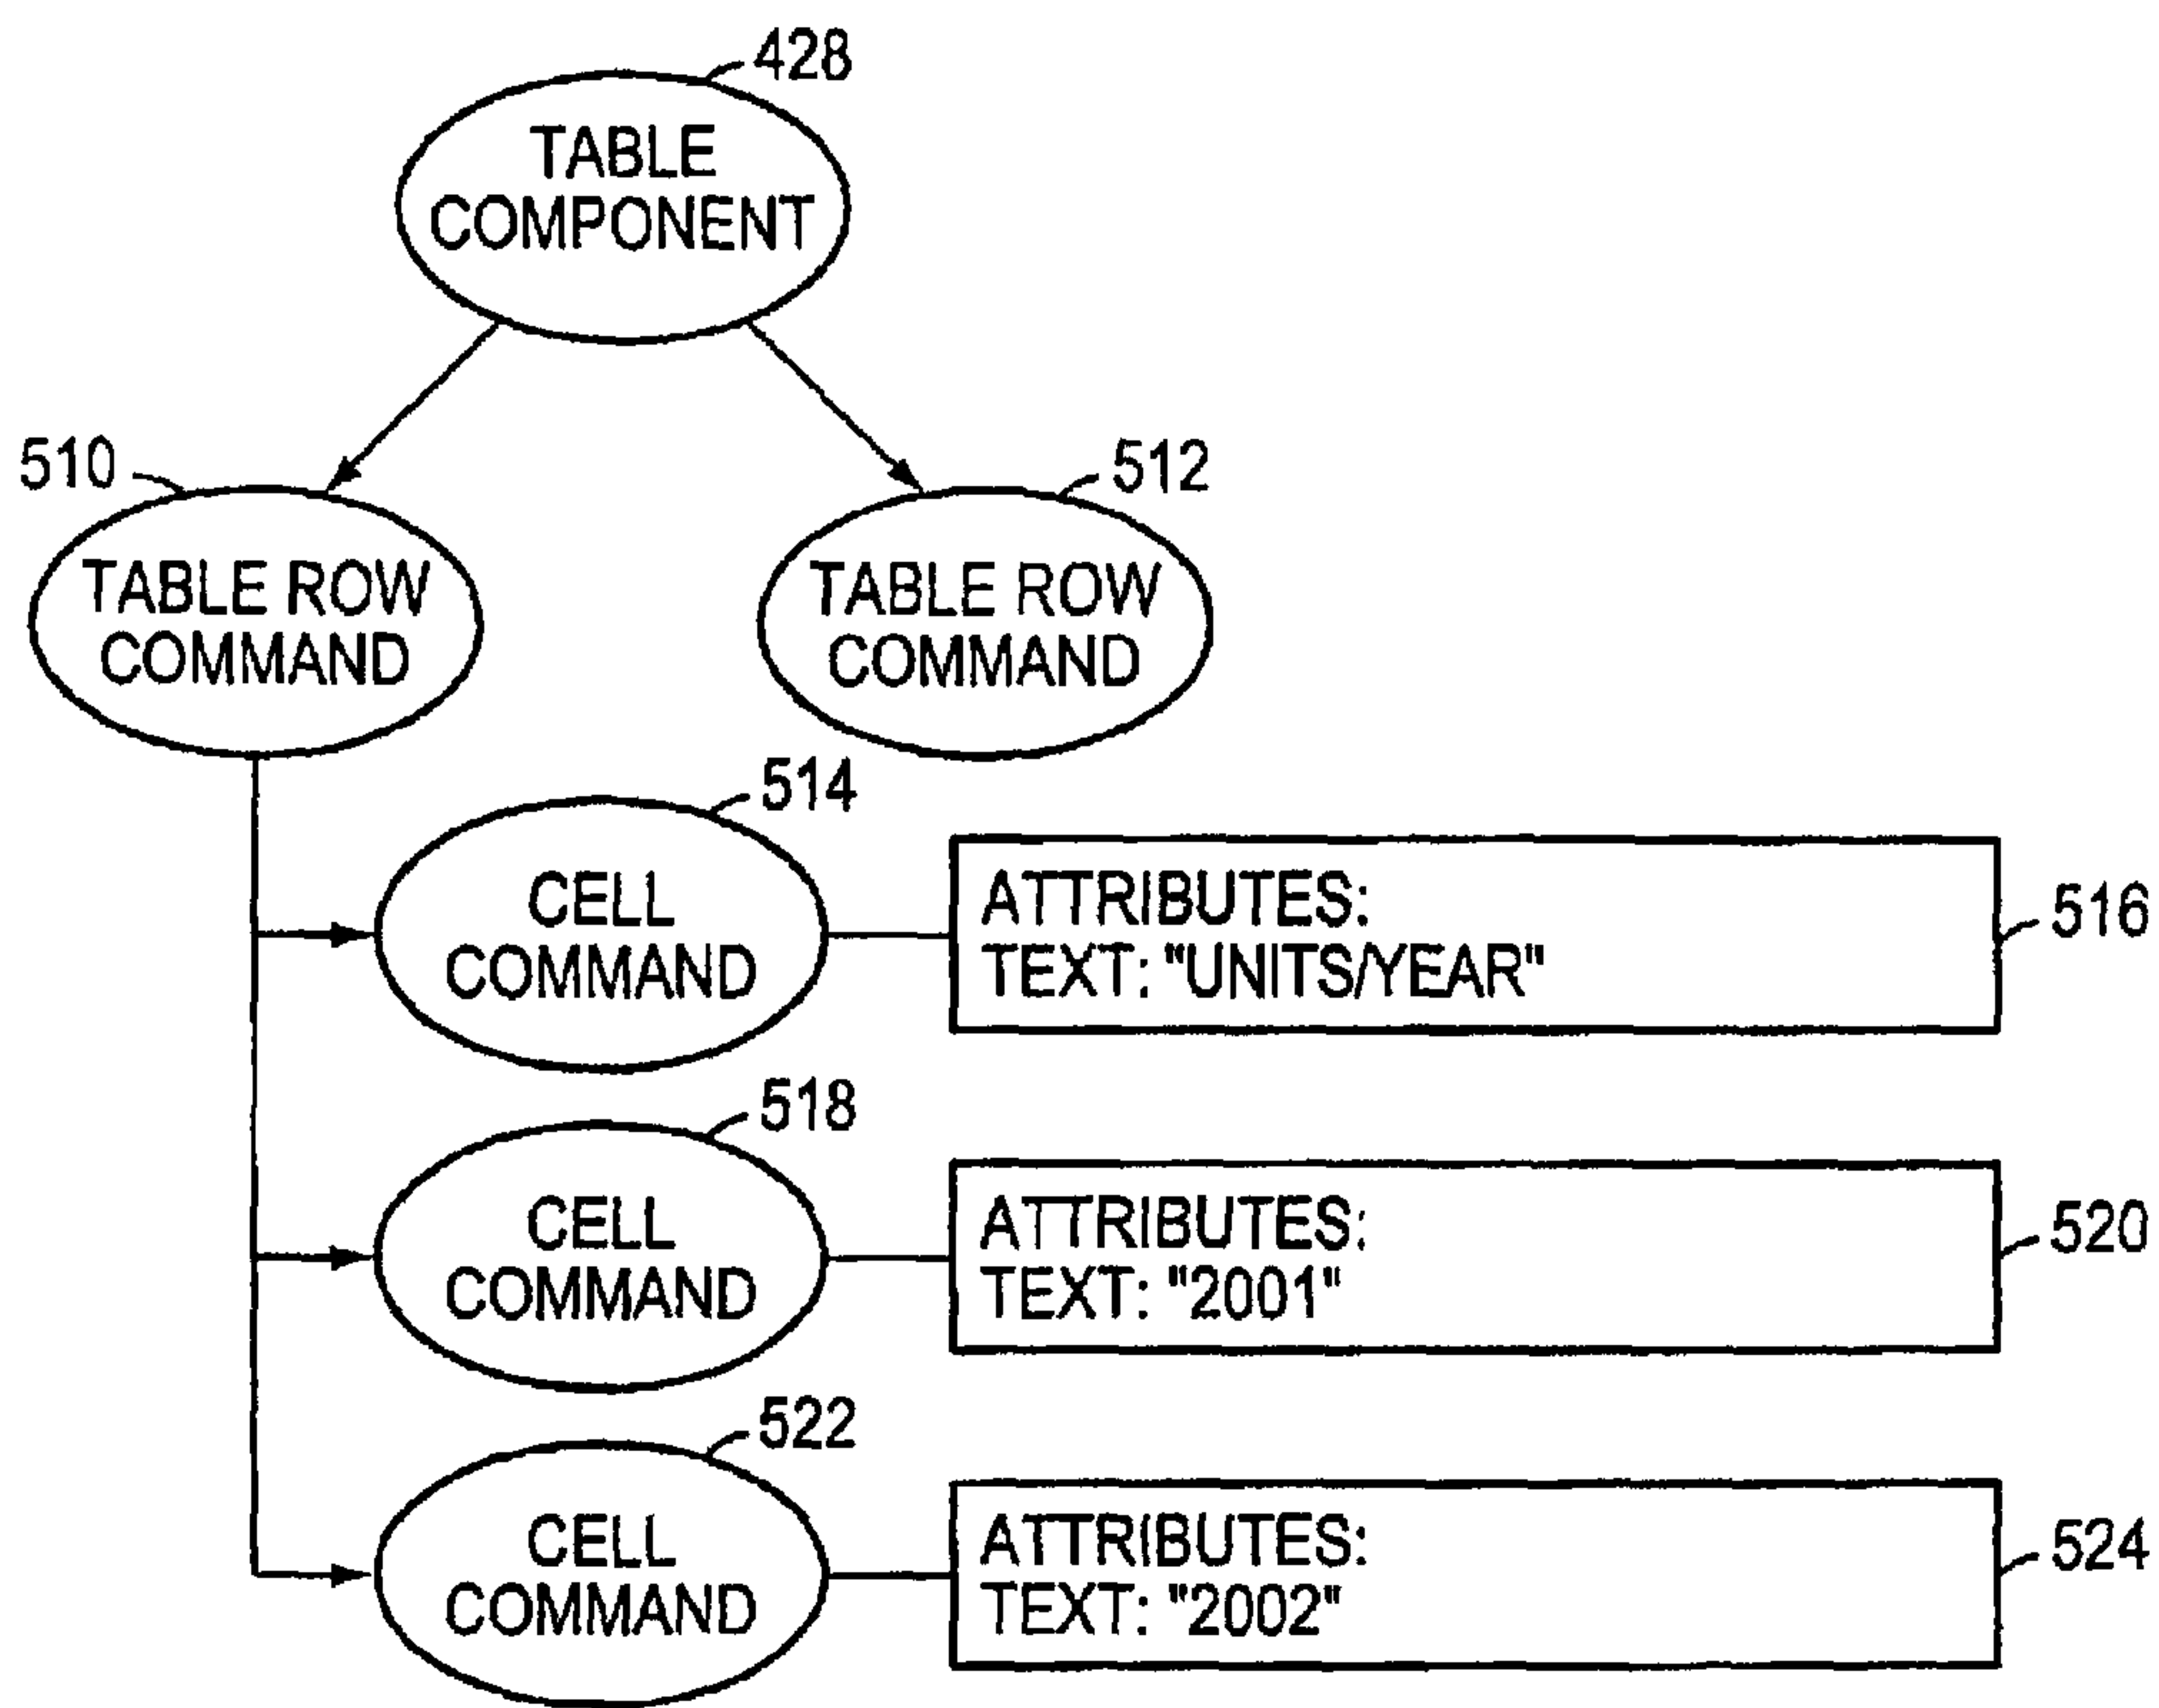 428
TABLE
COMPONENT
510
512
TABLE ROW
COMMAND
TABLE ROW
COMMAND
514
CELL
COMMAND
ATTRIBUTES:
TEXT: "UNITS/YEAR"
516
518
CELL
COMMAND
ATTRIBUTES:
TEXT: "2001"
520
522
CELL
COMMAND
ATTRIBUTES:
TEXT: "2002"
524